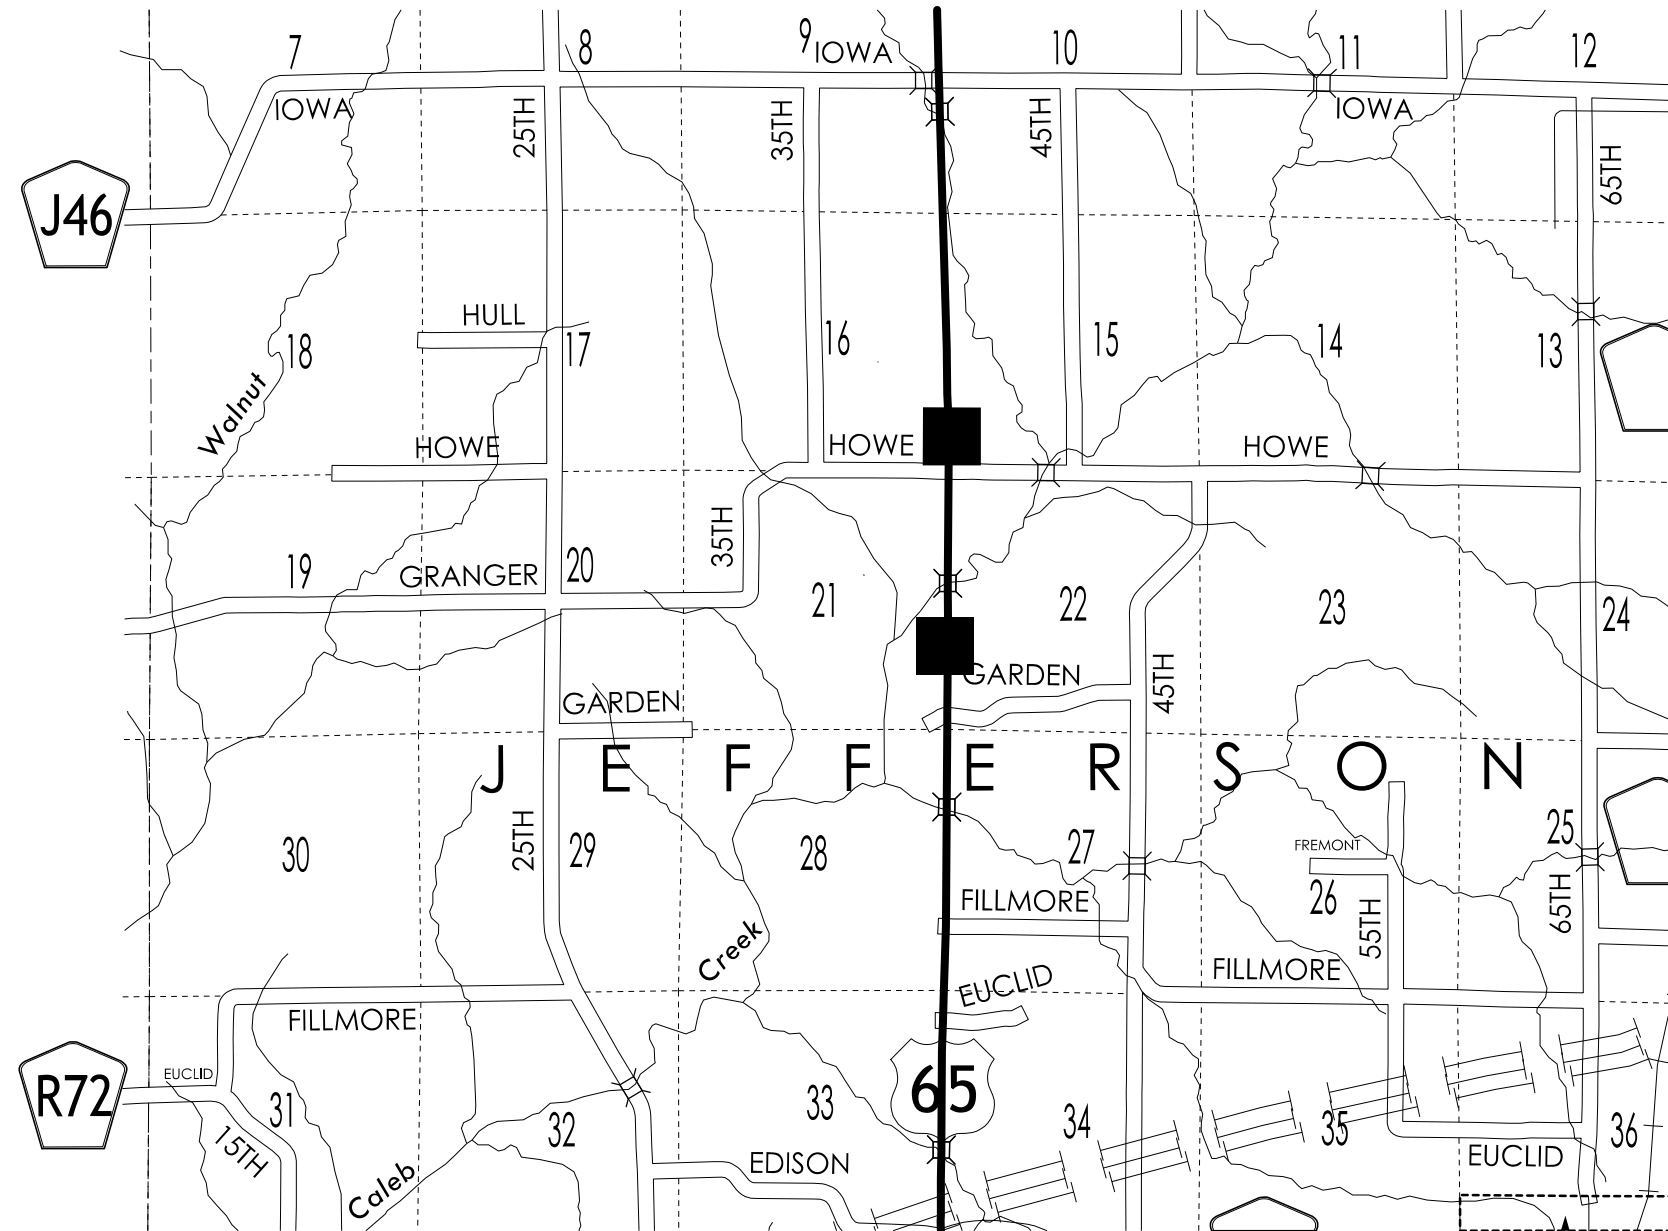 7
8
9
IOWA
10
11
12
IOWA
25TH
35TH
45TH
IOWA
65TH
J46
HULL
18
17
16
15
14
13
Walnut
HOWE
HOWE
HOWE
35TH
19
GRANGER
20
21
22
23
24
GARDEN
GARDEN
45TH
JEFFERSON
25TH
30
29
28
27
25
FREMONT
26
FILLMORE
55TH
65TH
Creek
EUCLID
FILLMORE
FILLMORE
EUCLID
R72
65
31
32
33
34
35
36
15TH
EDISON
EUCLID
Caleb